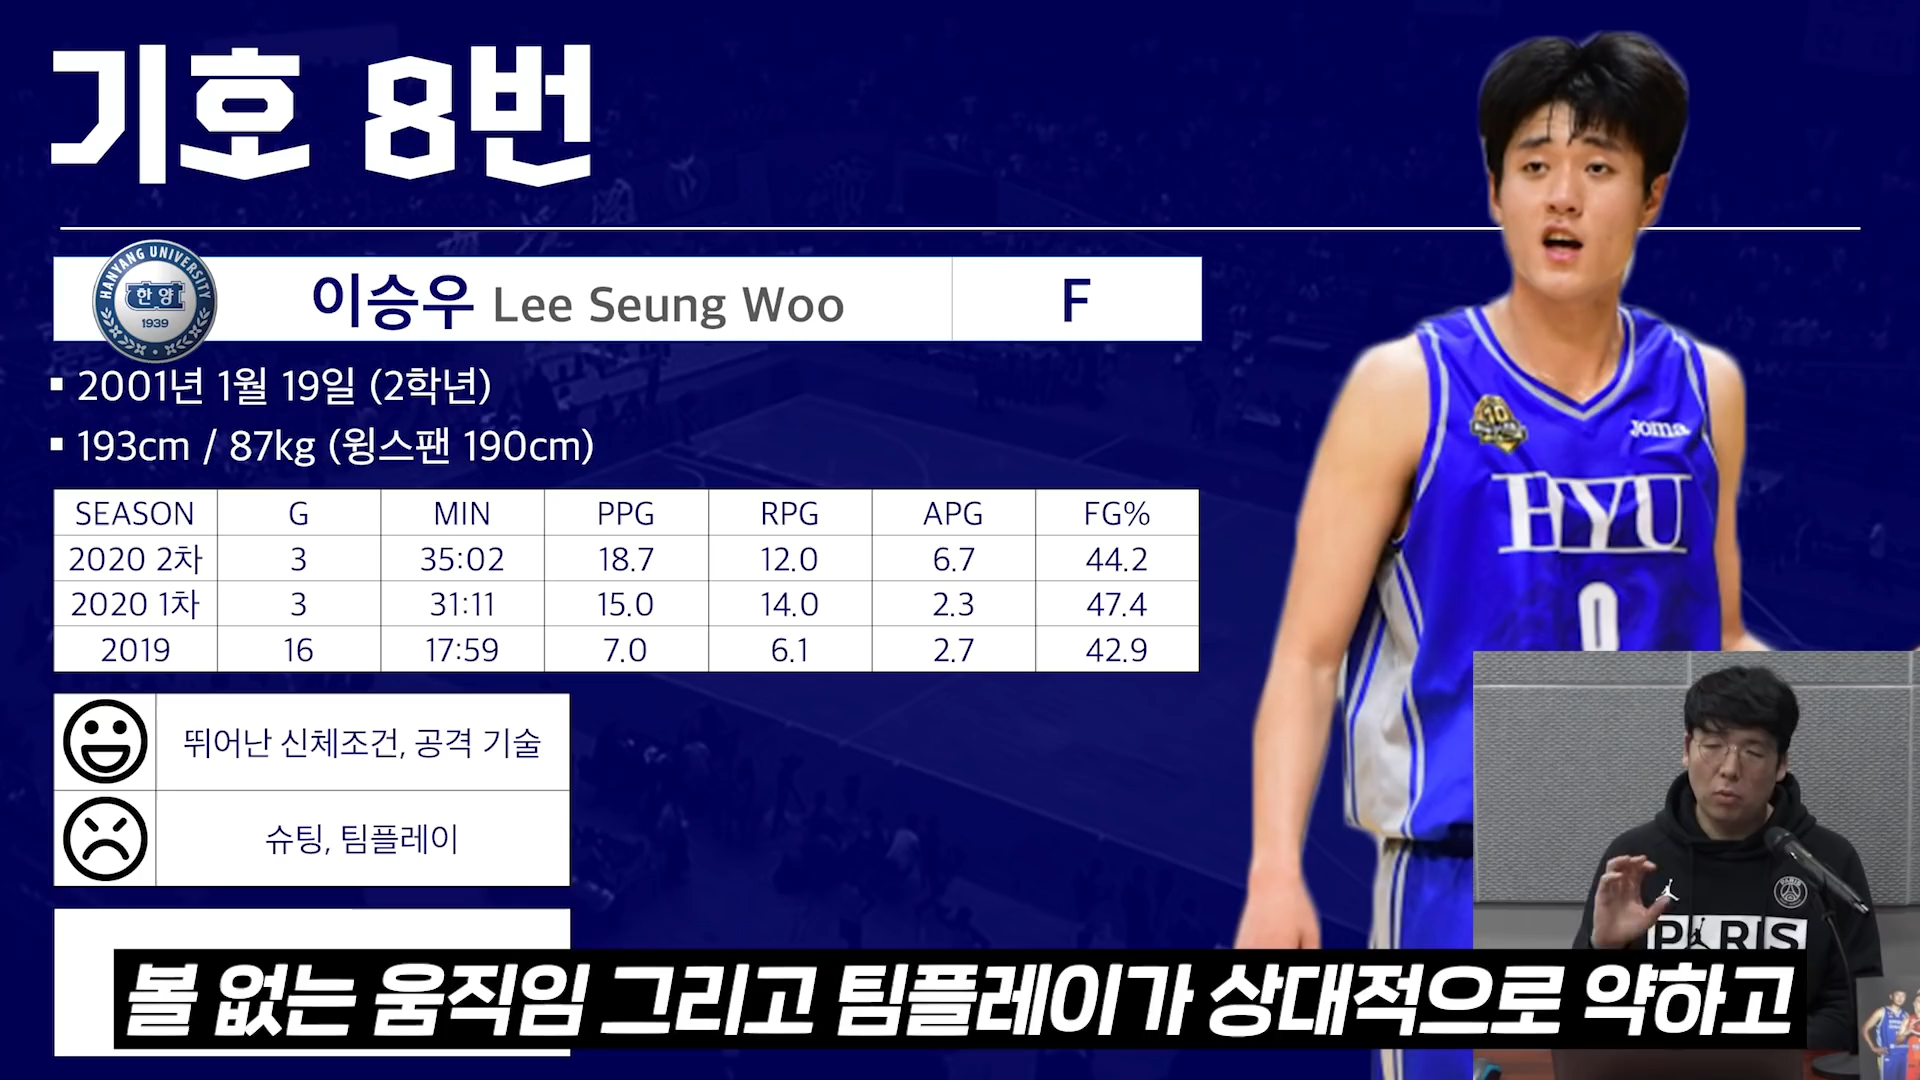 기호 8번
HANYANG UNIVERSITY
한양
1939
이승우 Lee Seung Woo F
▪ 2001년 1월 19일 (2학년)
▪ 193cm / 87kg (윙스팬 190cm)
SEASON G MIN PPG RPG APG FG%
2020 2차 3 35:02 18.7 12.0 6.7 44.2
2020 1차 3 31:11 15.0 14.0 2.3 47.4
2019 16 17:59 7.0 6.1 2.7 42.9
뛰어난 신체조건, 공격 기술
슈팅, 팀플레이
10
Joma
HYU
PARIS
PARIS
볼 없는 움직임 그리고 팀플레이가 상대적으로 약하고